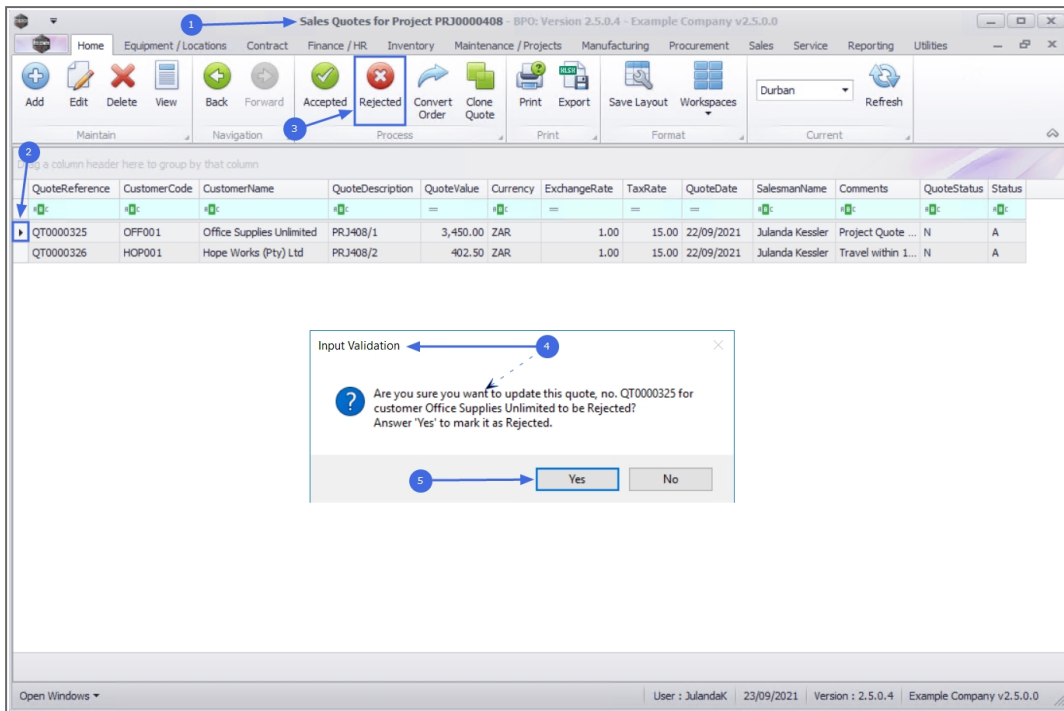 1
Sales Quotes for Project PRJ0000408 - BPO: Version 2.5.0.4 - Example Company v2.5.0.0
Home Equipment / Locations Contract Finance / HR Inventory Maintenance / Projects Manufacturing Procurement Sales Service Reporting Utilities
Add Edit Delete View Back Forward Accepted Rejected Convert Order Clone Quote Print Export Save Layout Workspaces Durban Refresh
3
Maintain Navigation Process Print Format Current
2
Drag a column header here to group by that column
QuoteReference CustomerCode CustomerName QuoteDescription QuoteValue Currency ExchangeRate TaxRate QuoteDate SalesmanName Comments QuoteStatus Status
QT0000325 OFF001 Office Supplies Unlimited PRJ408/1 3,450.00 ZAR 1.00 15.00 22/09/2021 Julanda Kessler Project Quote ... N A
QT0000326 HOP001 Hope Works (Pty) Ltd PRJ408/2 402.50 ZAR 1.00 15.00 22/09/2021 Julanda Kessler Travel within 1... N A
Input Validation 4
Are you sure you want to update this quote, no. QT0000325 for
customer Office Supplies Unlimited to be Rejected?
Answer 'Yes' to mark it as Rejected.
5 Yes No
Open Windows User : JulandaK 23/09/2021 Version : 2.5.0.4 Example Company v2.5.0.0